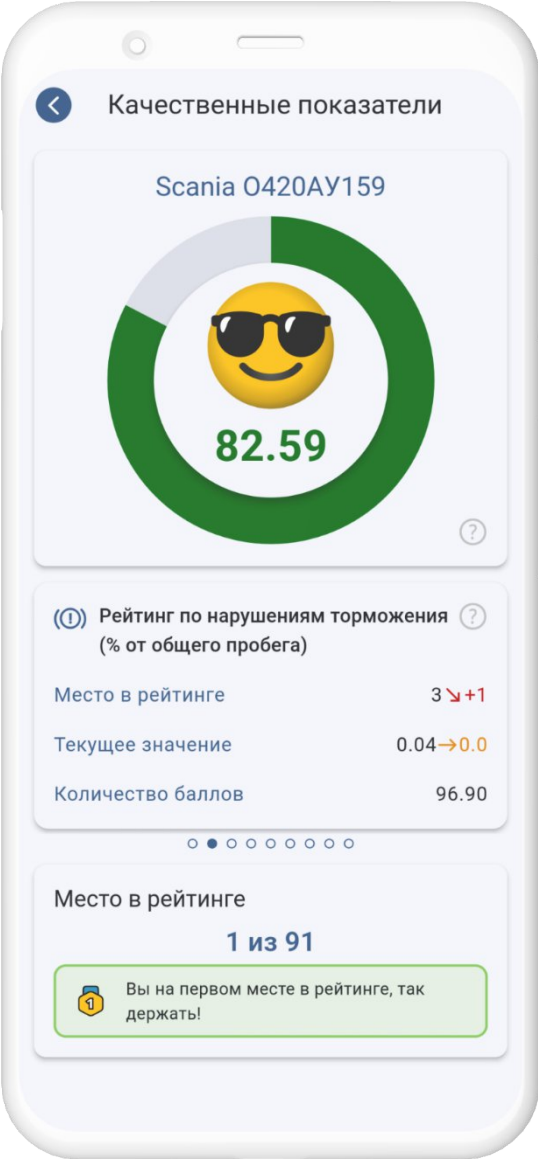 Качественные показатели
Scania О420АУ159
82.59
?
Рейтинг по нарушениям торможения ?
(% от общего пробега)
Место в рейтинге 3↘+1
Текущее значение 0.04→0.0
Количество баллов 96.90
Место в рейтинге
1 из 91
1
Вы на первом месте в рейтинге, так
держать!